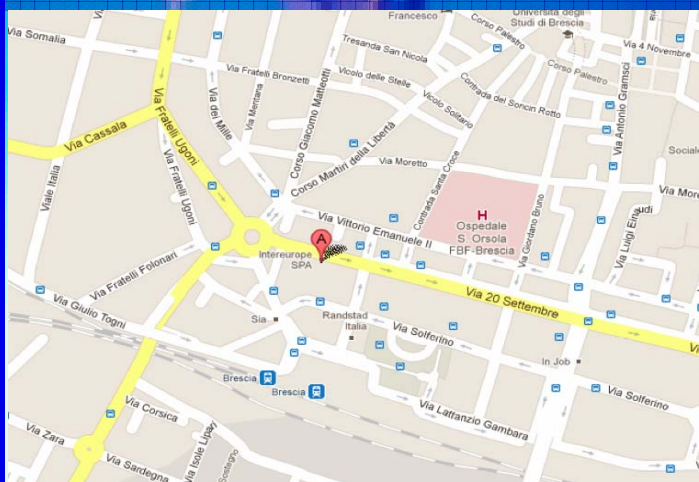 Francesco
Università degli
Studi di Brescia
Corso Palestro
Via Somalia
Tresanda San Nicola
Via 4 Novembre
Via Fratelli Bronzetti
Vicolo delle Stelle
Corso Palestro
Contrada del Soncin Rotto
Vicolo Solitario
Via Mentana
Via dei Mille
Via Fratelli Ugoni
Corso Giacomo Matteotti
Corso Martiri della Libertà
Via Antonio Gramsci
Via Cassala
Social
Viale Italia
Via Fratelli Ugoni
Via Moretto
Contrada Santa Croce
Via Mor
H
Ospedale
S. Orsola
FBF-Brescia
Via Giordano Bruno
Via Luigi Einaudi
Via Vittorio Emanuele II
A
Intereurope
SPA
Via Fratelli Folonari
Via 20 Settembre
Via Giulio Togni
Sia
Randstad
Italia
Via Solferino
In Job
Brescia
Brescia
Via Solferino
Via Lattanzio Gambara
Via Corsica
Via Isole Lipari
Via Zara
Via Sardegna
Sostegno